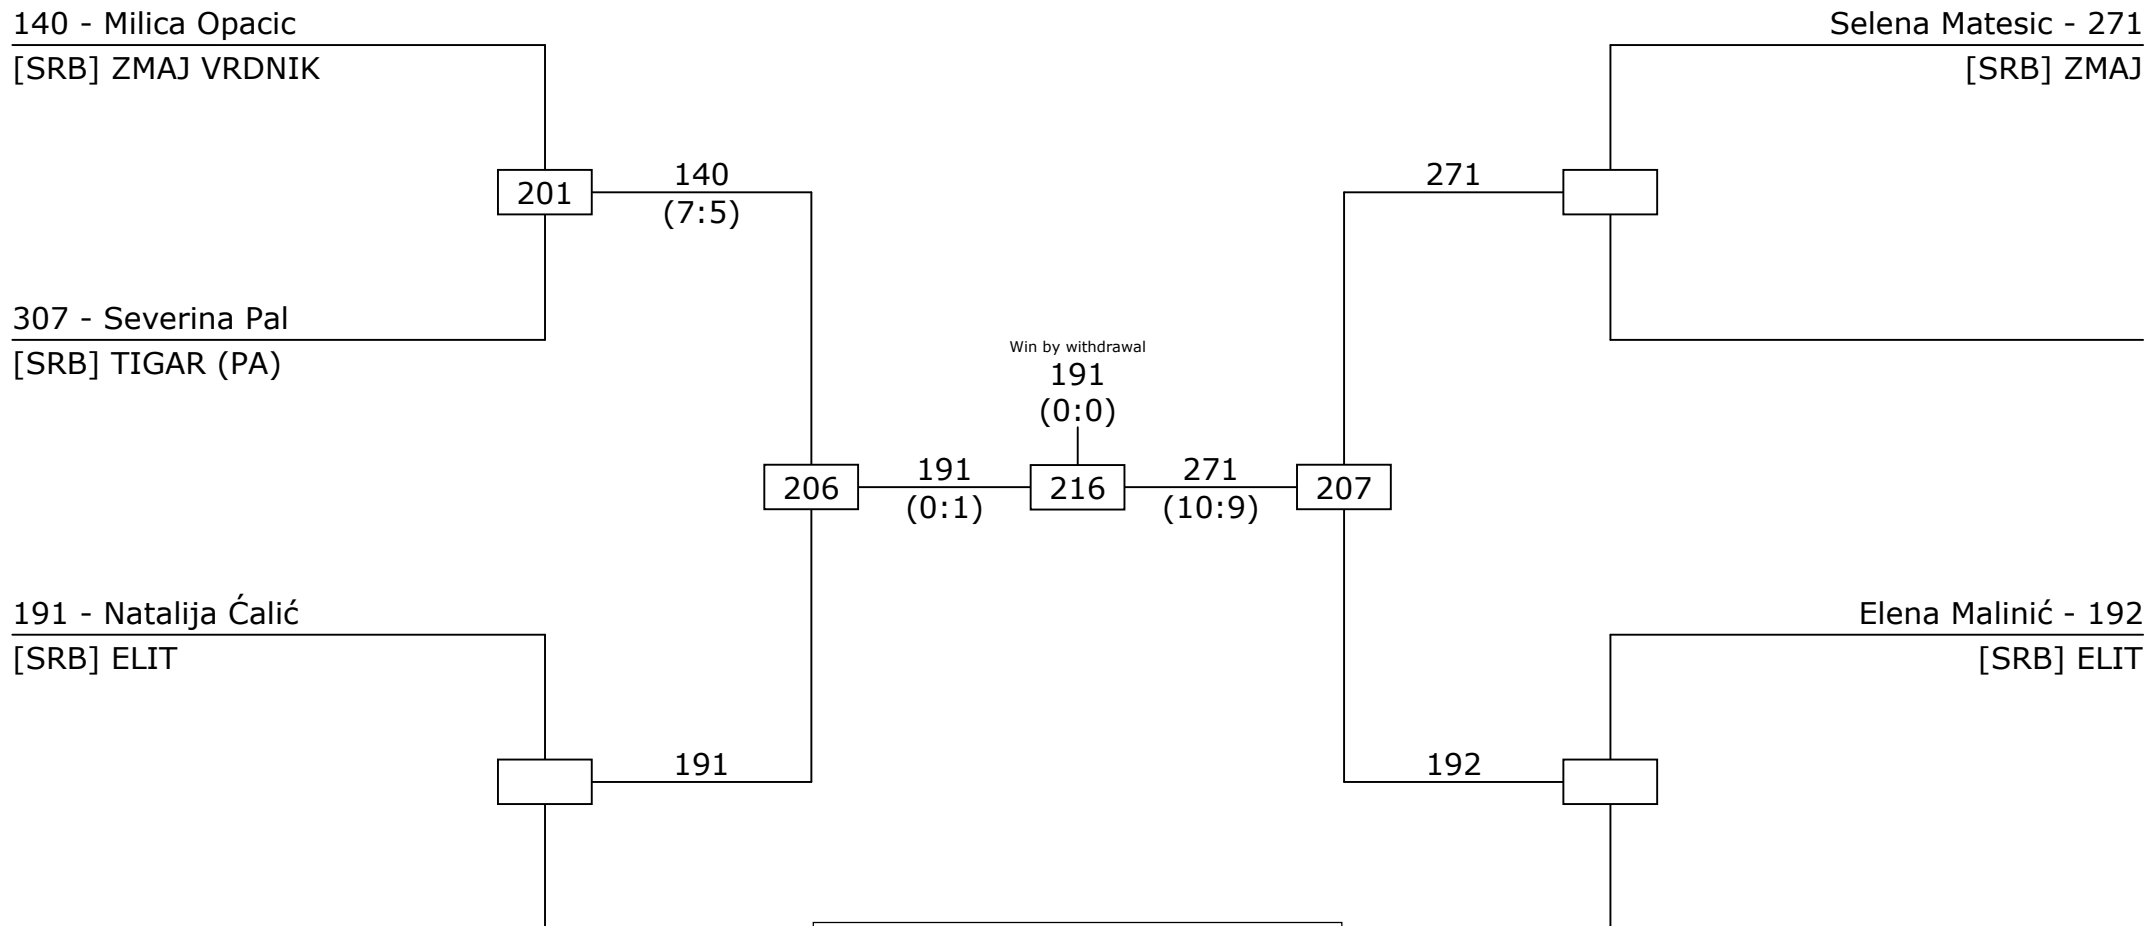 140 - Milica Opacic
[SRB] ZMAJ VRDNIK
Selena Matesic - 271
[SRB] ZMAJ
201
140
(7:5)
271
307 - Severina Pal
[SRB] TIGAR (PA)
Win by withdrawal
191
(0:0)
206
191
(0:1)
216
271
(10:9)
207
191 - Natalija Ćalić
[SRB] ELIT
Elena Malinić - 192
[SRB] ELIT
191
192